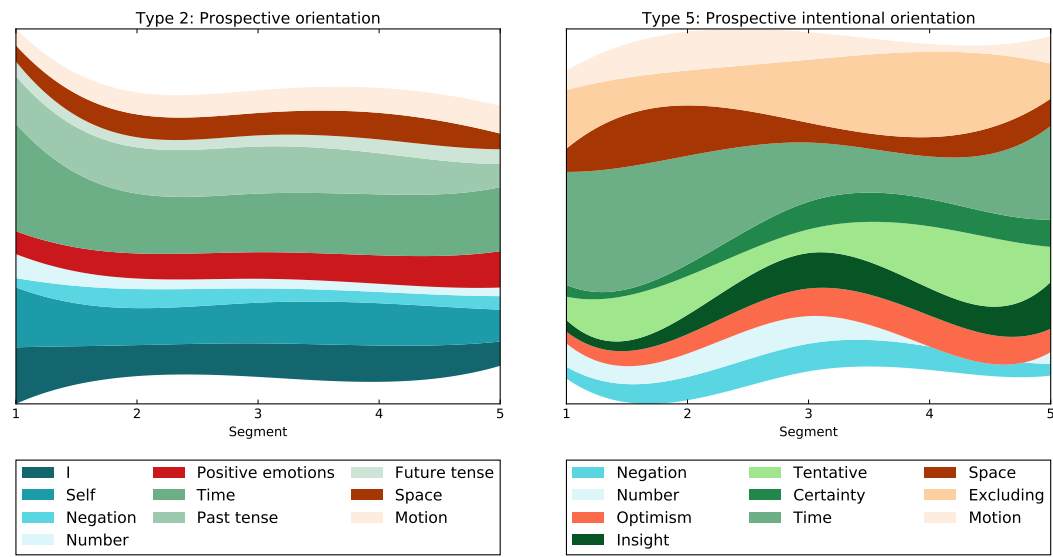 Type 2: Prospective orientation
1 2 3 4 5
Segment
I
Self
Negation
Number
Positive emotions
Time
Past tense
Future tense
Space
Motion
Type 5: Prospective intentional orientation
1 2 3 4 5
Segment
Negation
Number
Optimism
Insight
Tentative
Certainty
Time
Space
Excluding
Motion